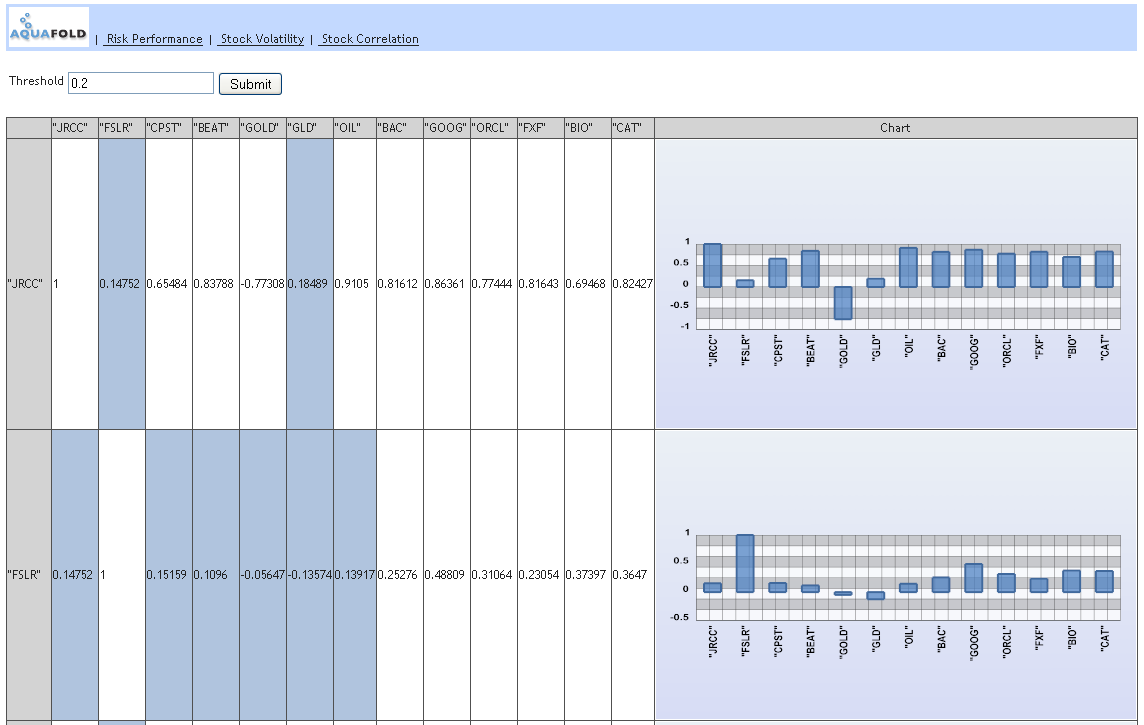 AQUAFOLD | Risk Performance | Stock Volatility | Stock Correlation
Threshold 0.2 Submit
"JRCC" "FSLR" "CPST" "BEAT" "GOLD" "GLD" "OIL" "BAC" "GOOG" "ORCL" "FXF" "BIO" "CAT" Chart
"JRCC" 1 0.14752 0.65484 0.83788 -0.77308 0.18489 0.9105 0.81612 0.86361 0.77444 0.81643 0.69468 0.82427
1
0.5
0
-0.5
-1
"JRCC" "FSLR" "CPST" "BEAT" "GOLD" "GLD" "OIL" "BAC" "GOOG" "ORCL" "FXF" "BIO" "CAT"
"FSLR" 0.14752 1 0.15159 0.1096 -0.05647 -0.13574 0.13917 0.25276 0.48809 0.31064 0.23054 0.37397 0.3647
1
0.5
0
-0.5
"JRCC" "FSLR" "CPST" "BEAT" "GOLD" "GLD" "OIL" "BAC" "GOOG" "ORCL" "FXF" "BIO" "CAT"